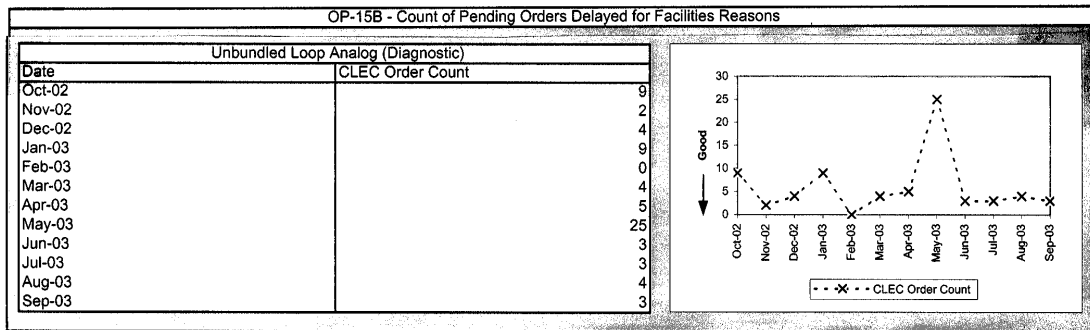 OP-15B - Count of Pending Orders Delayed for Facilities Reasons
Unbundled Loop Analog (Diagnostic)
Date CLEC Order Count
Oct-02 9
Nov-02 2
Dec-02 4
Jan-03 9
Feb-03 0
Mar-03 4
Apr-03 5
May-03 25
Jun-03 3
Jul-03 3
Aug-03 4
Sep-03 3
30
25
20
15
10
5
0
Good
Oct-02 Nov-02 Dec-02 Jan-03 Feb-03 Mar-03 Apr-03 May-03 Jun-03 Jul-03 Aug-03 Sep-03
CLEC Order Count